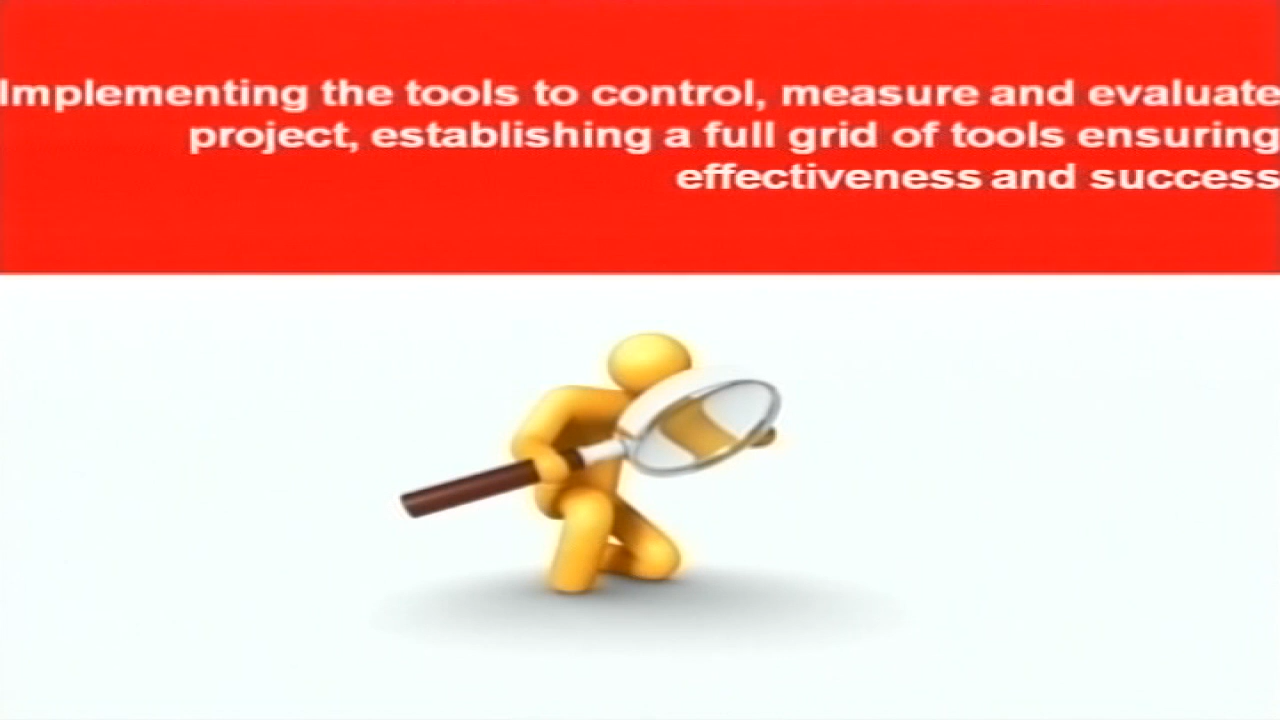 Implementing the tools to control, measure and evaluate
project, establishing a full grid of tools ensuring
effectiveness and success